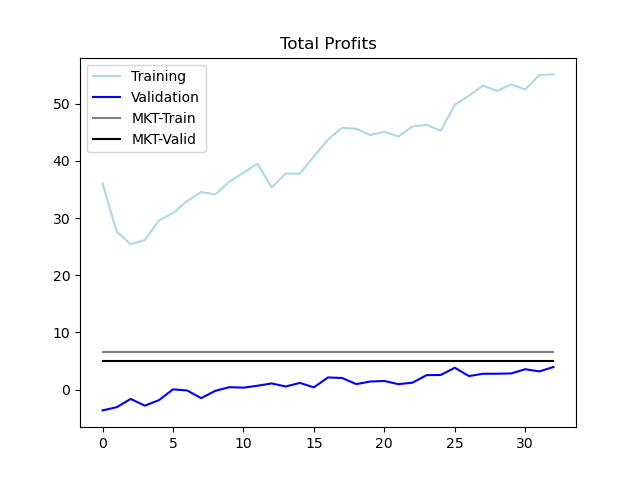 Total Profits
Training
Validation
MKT-Train
MKT-Valid
50
40
30
20
10
0
0 5 10 15 20 25 30